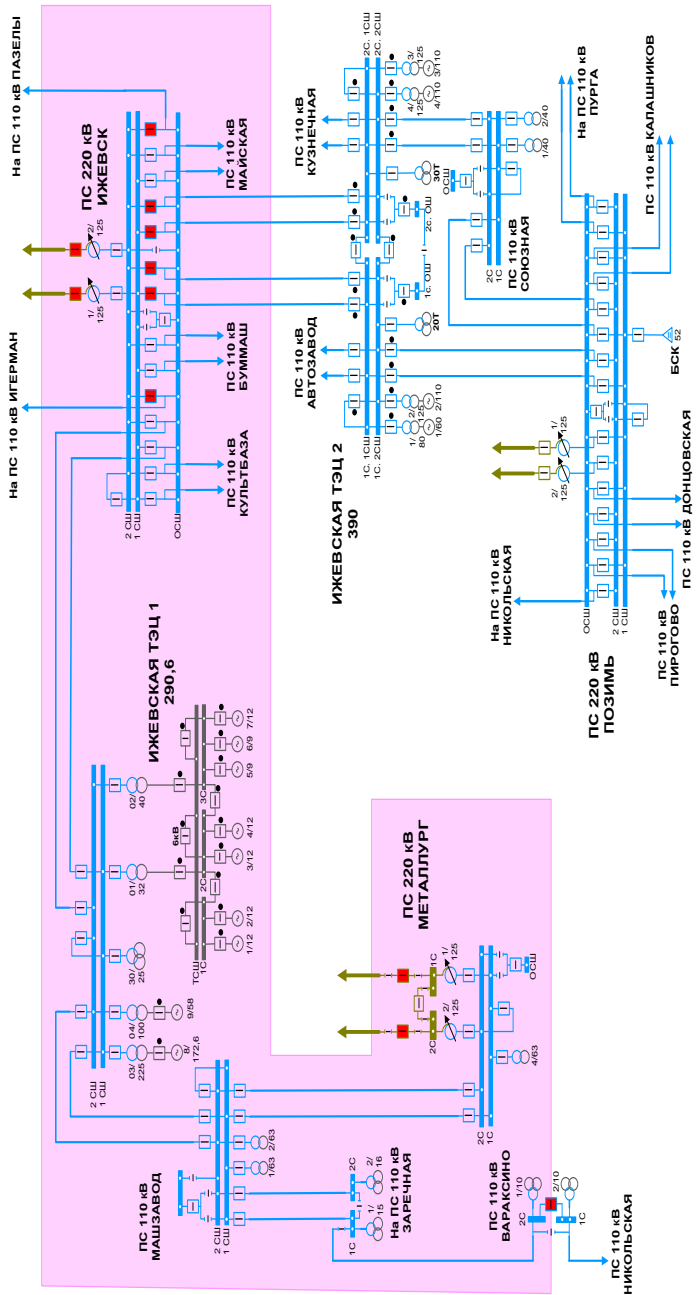 На ПС 110 кВ ПАЗЕЛЫ
На ПС 110 кВ ИГЕРМАН
ПС 220 кВ
ИЖЕВСК
1/
125
2/
125
2 СШ
1 СШ
ОСШ
ПС 110 кВ
КУЛЬТБАЗА
ПС 110 кВ
БУММАШ
ПС 110 кВ
МАЙСКАЯ
ИЖЕВСКАЯ ТЭЦ 1
290,6
2 СШ
1 СШ
03/
225
04/
100
30/
25
01/
32
02/
40
8/
172,6
9/58
6кВ
ТСШ
1С
2С
3С
1/12
2/12
3/12
4/12
5/9
6/9
7/12
ПС 110 кВ
МАШЗАВОД
2 СШ
1 СШ
1/63
2/63
1С
2С
1/
15
2/
16
На ПС 110 кВ
ЗАРЕЧНАЯ
ПС 220 кВ
МЕТАЛЛУРГ
2С
1С
2/
125
1/
125
2С
1С
ОСШ
4/63
ПС 110 кВ
ВАРАКСИНО
1/10
2/10
2С
1С
ПС 110 кВ
НИКОЛЬСКАЯ
ИЖЕВСКАЯ ТЭЦ 2
390
1С. 1СШ
1С. 2СШ
2С. 1СШ
2С. 2СШ
1/
80
1/60
2/
125
2/110
20Т
1с. ОШ
2с. ОШ
30Т
4/
125
4/110
3/
125
3/110
ПС 110 кВ
АВТОЗАВОД
ПС 110 кВ
КУЗНЕЧНАЯ
ПС 110 кВ
СОЮЗНАЯ
ОСШ
2С
1С
1/40
2/40
На ПС 110 кВ
НИКОЛЬСКАЯ
2/
125
1/
125
ПС 220 кВ
ПОЗИМЬ
ОСШ
2 СШ
1 СШ
БСК
52
На ПС 110 кВ
ПУРГА
ПС 110 кВ КАЛАШНИКОВ
ПС 110 кВ
ПИРОГОВО
ПС 110 кВ ДОНЦОВСКАЯ